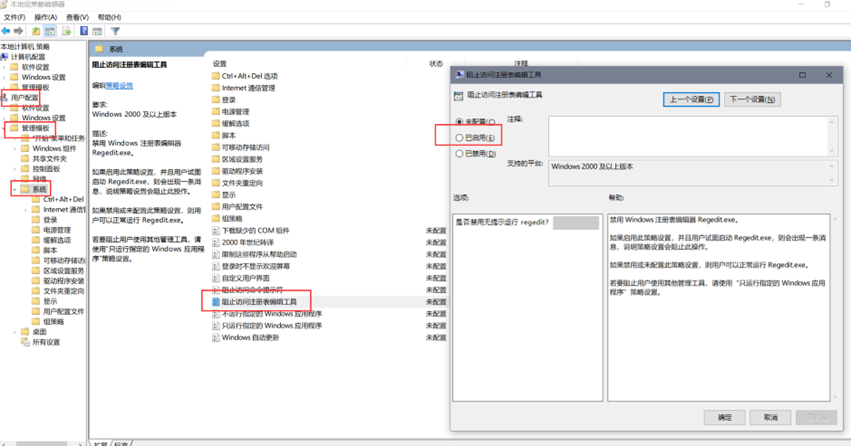 本地组策略编辑器
文件(F) 操作(A) 查看(V) 帮助(H)
本地计算机 策略
计算机配置
软件设置
Windows 设置
管理模板
用户配置
软件设置
Windows 设置
管理模板
"开始"菜单和任务
Windows 组件
共享文件夹
控制面板
网络
系统
Ctrl+Alt+D
Internet 通信
登录
电源管理
缓解选项
脚本
可移动存储访
区域设置服务
驱动程序安装
文件夹重定向
显示
用户配置文件
组策略
桌面
所有设置
系统
阻止访问注册表编辑工具
编辑策略设置
要求:
Windows 2000 及以上版本
描述:
禁用 Windows 注册表编辑器
Regedit.exe。
如果启用此策略设置，并且用户试图
启动 Regedit.exe，则会出现一条消
息，说明策略设置会阻止此操作。
如果禁用或未配置此策略设置，则用
户可以正常运行 Regedit.exe。
若要阻止用户使用其他管理工具，请
使用"只运行指定的 Windows 应用程
序"策略设置。
设置 状态 注释
Ctrl+Alt+Del 选项
Internet 通信管理
登录
电源管理
缓解选项
脚本
可移动存储访问
区域设置服务
驱动程序安装
文件夹重定向
显示
用户配置文件
组策略
下载缺少的 COM 组件 未配置
2000 年世纪转译 未配置
限制这些程序从帮助启动 未配置
登录时不显示欢迎屏幕 未配置
自定义用户界面 未配置
阻止访问命令提示符 未配置
阻止访问注册表编辑工具 未配置
不运行指定的 Windows 应用程序 未配置
只运行指定的 Windows 应用程序 未配置
Windows 自动更新 未配置
扩展 标准
阻止访问注册表编辑工具
阻止访问注册表编辑工具
上一个设置(P) 下一个设置(N)
未配置(C) 注释:
已启用(E)
已禁用(D)
支持的平台: Windows 2000 及以上版本
选项: 帮助:
是否禁用无提示运行 regedit?
禁用 Windows 注册表编辑器 Regedit.exe。
如果启用此策略设置，并且用户试图启动 Regedit.exe，则会出现一条消
息，说明策略设置会阻止此操作。
如果禁用或未配置此策略设置，则用户可以正常运行 Regedit.exe。
若要阻止用户使用其他管理工具，请使用"只运行指定的 Windows 应用
程序"策略设置。
确定 取消 应用(A)